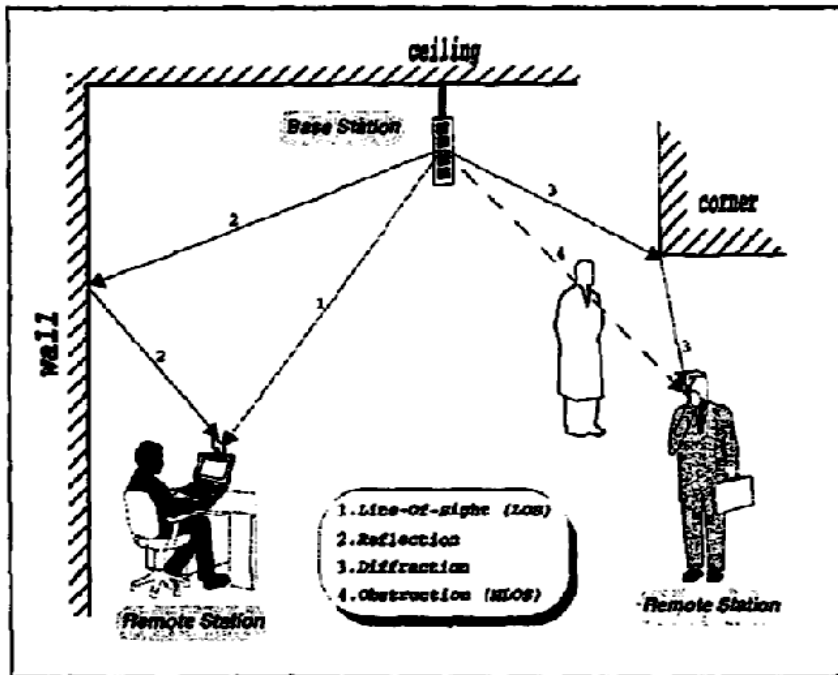 ceiling
Base Station
3
corner
2
4
1
wall
2
3
1.Line-Of-Sight (LOS)
2.Reflection
3.Diffraction
4.Obstruction (NLOS)
Remote Station
Remote Station